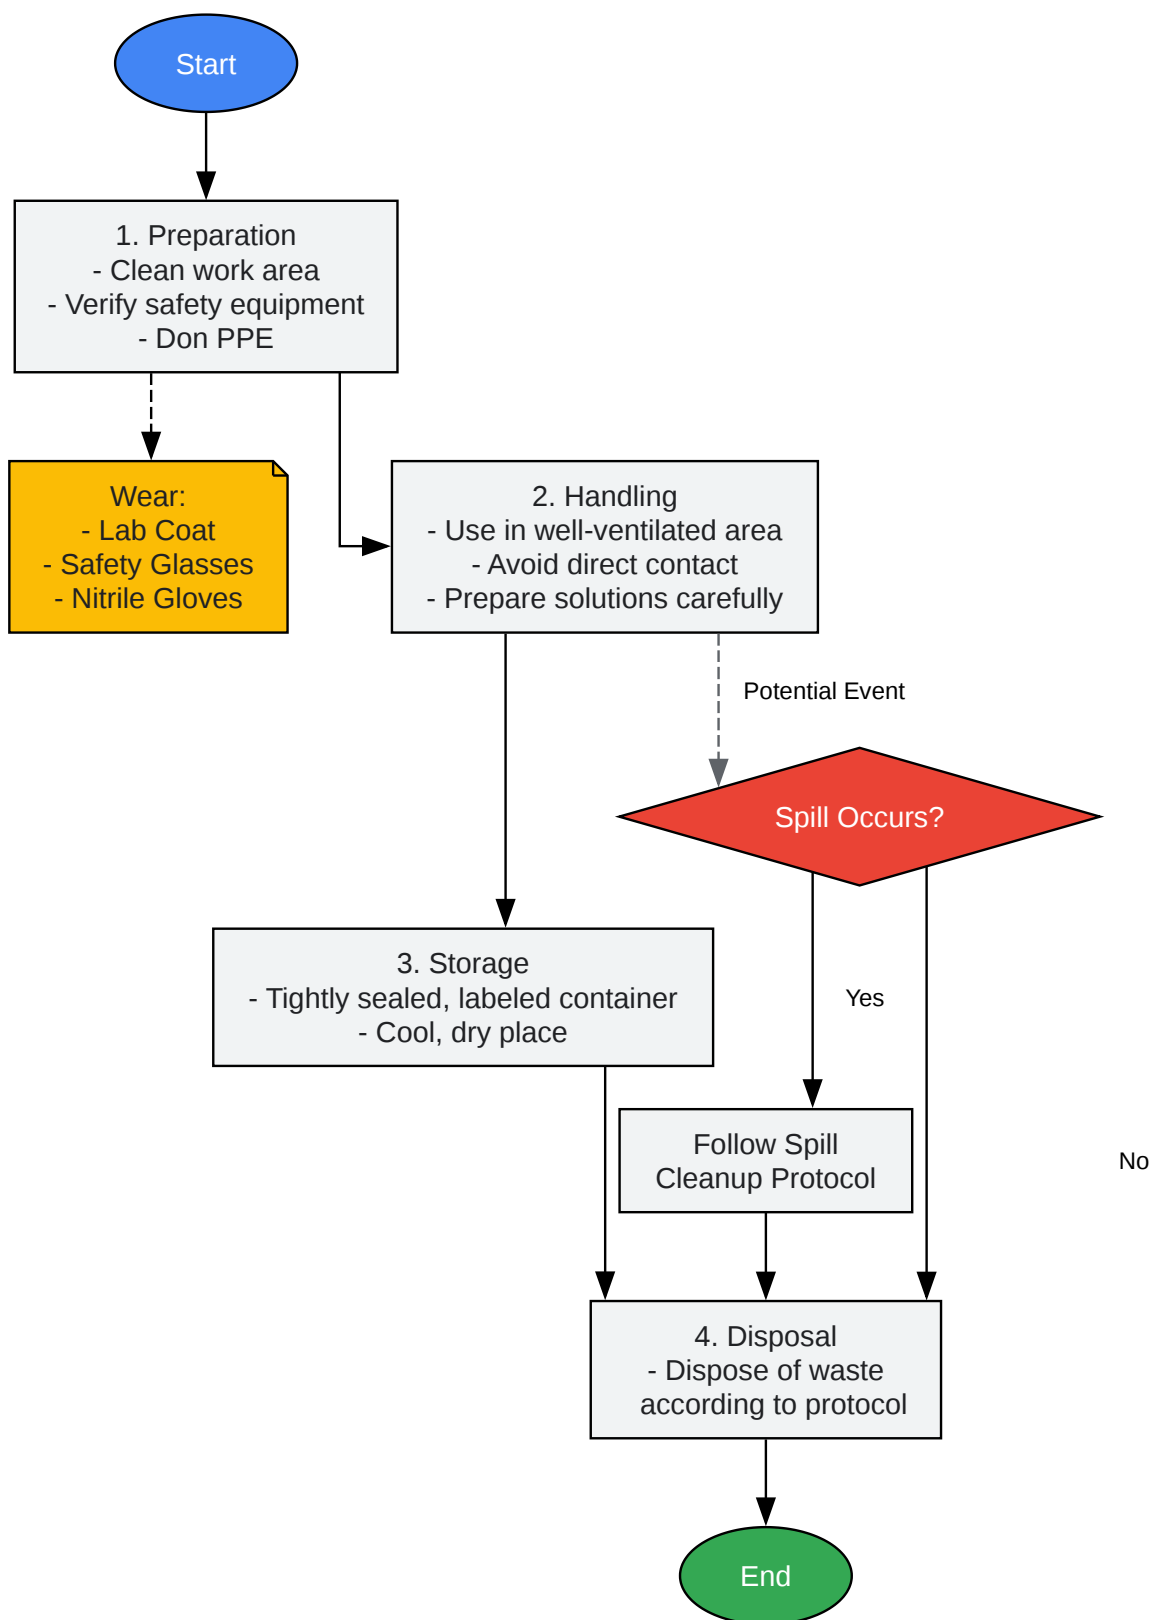 Start
1. Preparation
- Clean work area
- Verify safety equipment
- Don PPE
Wear:
- Lab Coat
- Safety Glasses
- Nitrile Gloves
2. Handling
- Use in well-ventilated area
- Avoid direct contact
- Prepare solutions carefully
Potential Event
Spill Occurs?
3. Storage
- Tightly sealed, labeled container
- Cool, dry place
Yes
Follow Spill
Cleanup Protocol
No
4. Disposal
- Dispose of waste
according to protocol
End